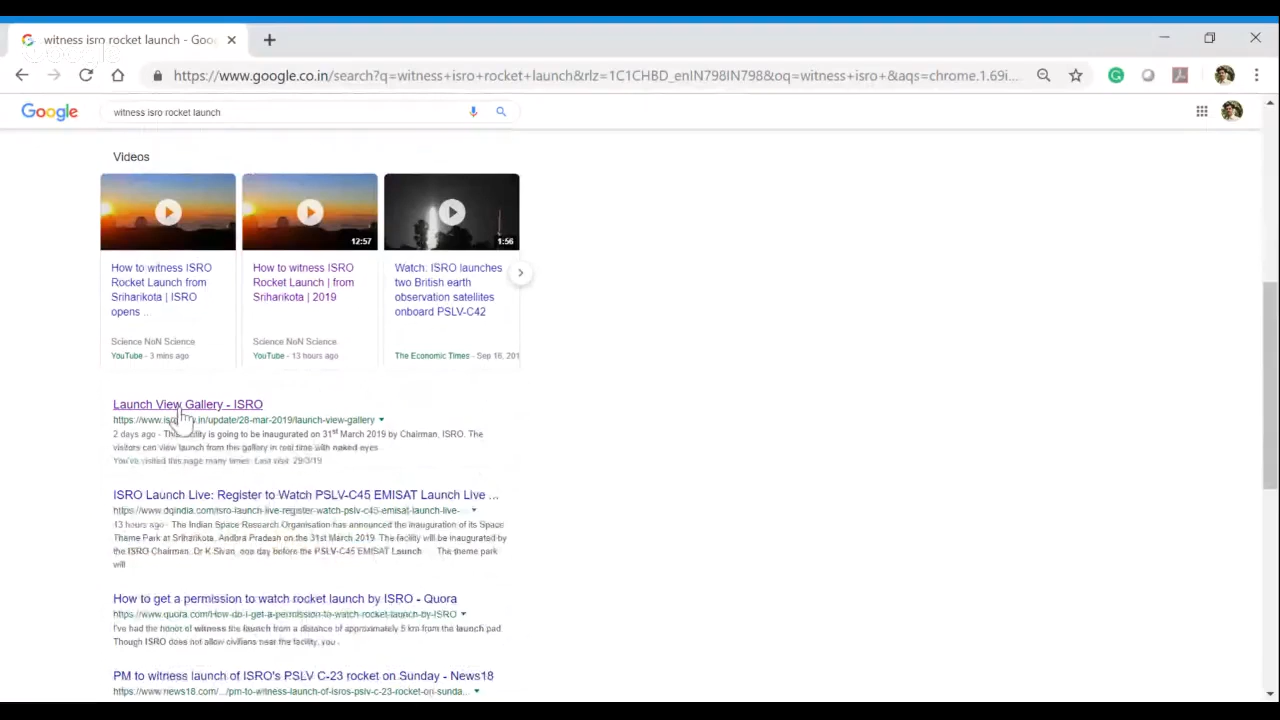 witness isro rocket launch - Goo
https://www.google.co.in/search?q=witness+isro+rocket+launch&rlz=1C1CHBD_enIN798IN798&oq=witness+isro+&aqs=chrome.1.69i...
Google
witness isro rocket launch
Videos
12:57
1:56
How to witness ISRO
Rocket Launch from
Sriharikota | ISRO
opens ..
Science NoN Science
YouTube - 3 mins ago
How to witness ISRO
Rocket Launch | from
Sriharikota | 2019
Science NoN Science
YouTube - 13 hours ago
Watch: ISRO launches
two British earth
observation satellites
onboard PSLV-C42
The Economic Times - Sep 16, 201
Launch View Gallery - ISRO
.in/update/28-mar-2019/launch-view-gallery
2 days ago - This facility is going to be inaugurated on 31st March 2019 by Chairman, ISRO. The
visitors can view launch from this gallery in real time with naked eyes.
You've visited this page many times. Last visit: 29/3/19
ISRO Launch Live: Register to Watch PSLV-C45 EMISAT Launch Live ...
https://www.dqindia.com/isro-launch-live-register-watch-pslv-c45-emisat-launch-live-
13 hours ago - The Indian Space Research Organisation has announced the inauguration of its Space
Theme Park at Sriharikota, Andhra Pradesh on the 31st March 2019. The facility will be inaugurated by
the ISRO Chairman, Dr K Sivan, one day before the PSLV-C45 EMISAT Launch The theme park
will
How to get a permission to watch rocket launch by ISRO - Quora
https://www.quora.com/How-do-I-get-a-permission-to-watch-rocket-launch-by-ISRO
I've had the honor of witness the launch from a distance of approximately 5 km from the launch pad.
Though ISRO does not allow civilians near the facility, you .
PM to witness launch of ISRO's PSLV C-23 rocket on Sunday - News18
https://www.news18.com/.../pm-to-witness-launch-of-isros-pslv-c-23-rocket-on-sunda...